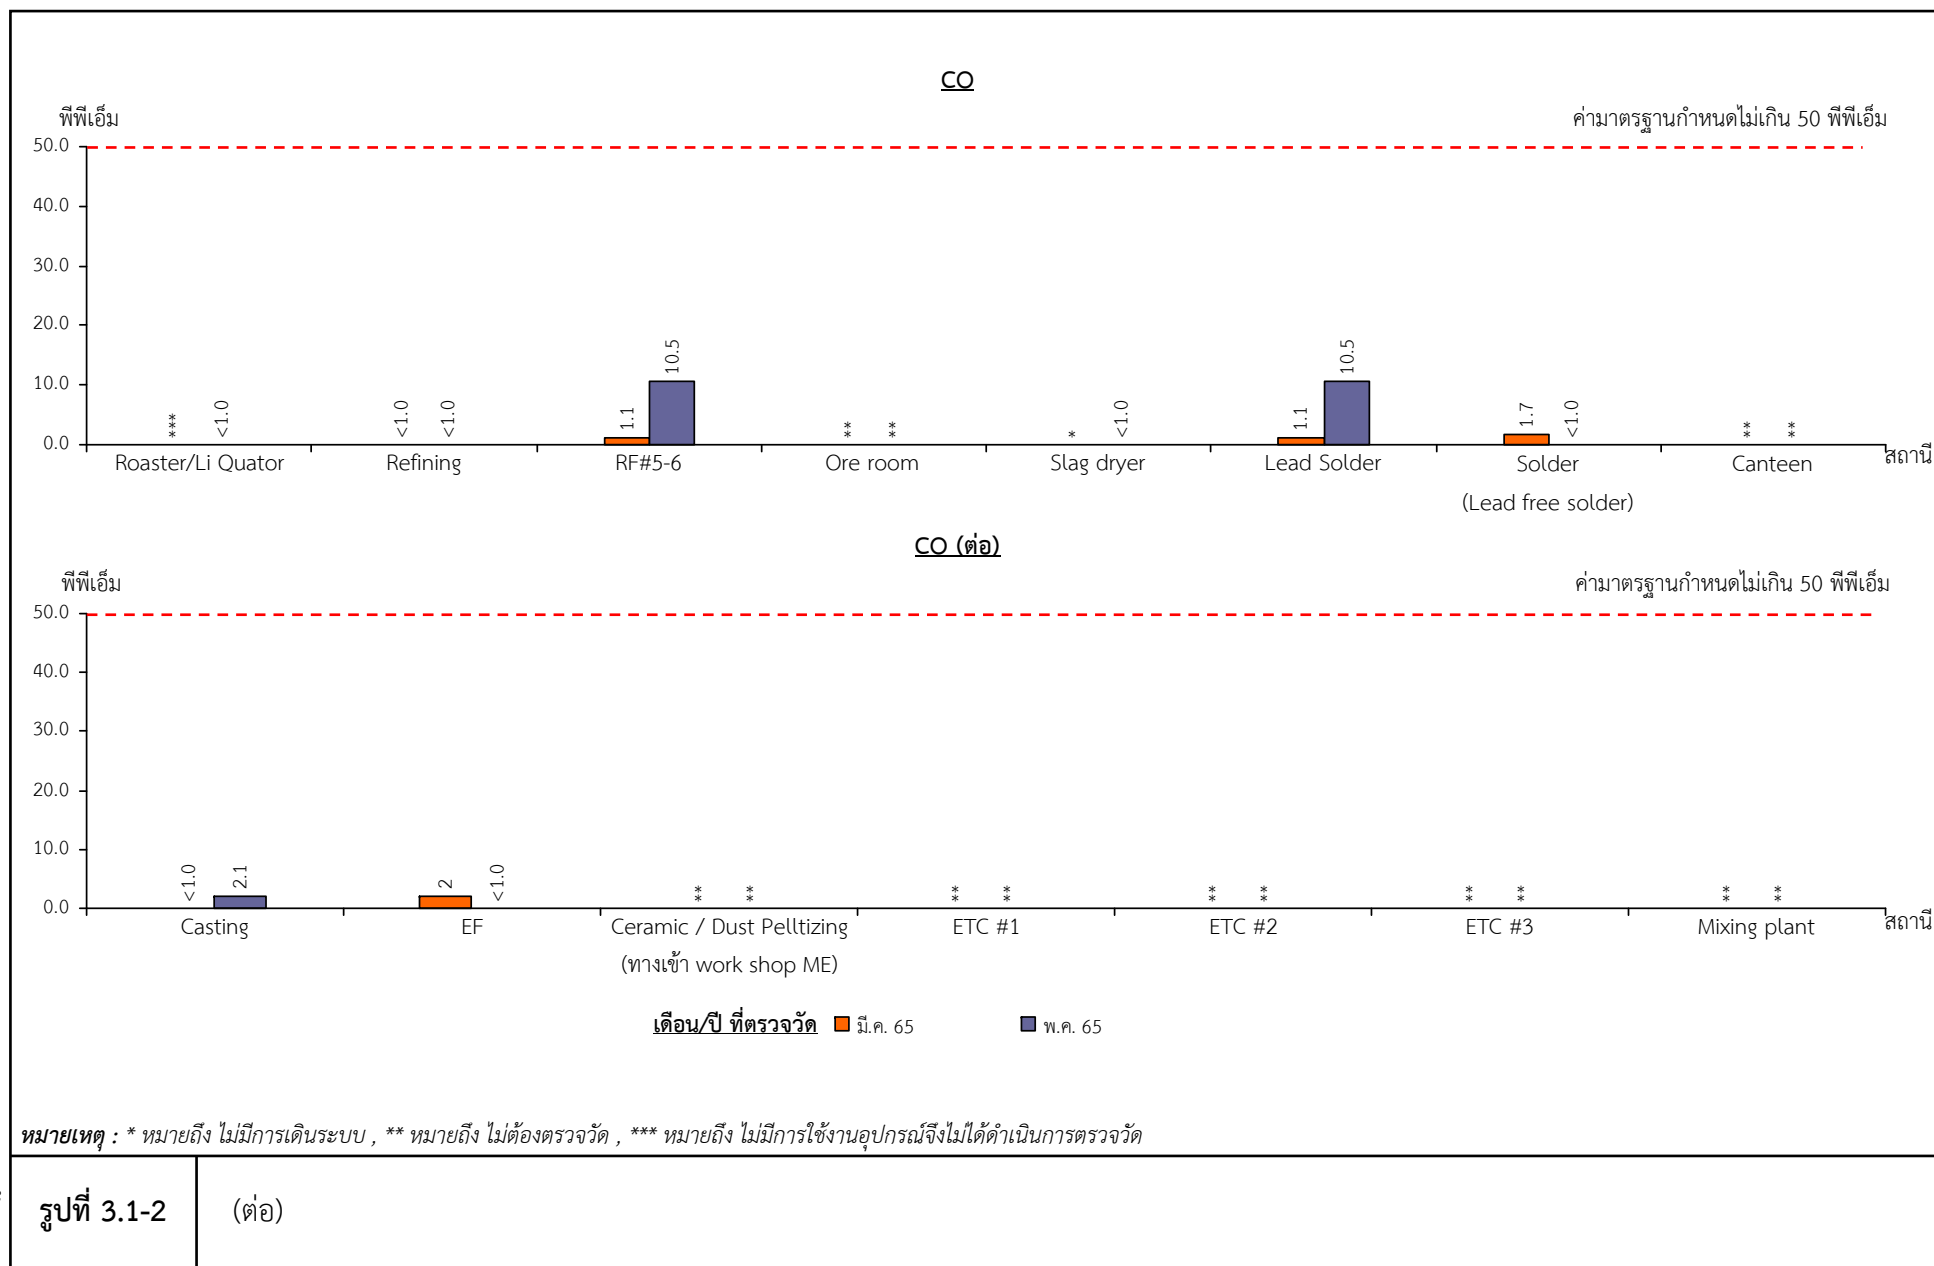 CO
พีพีเอ็ม
ค่ามาตรฐานกำหนดไม่เกิน 50 พีพีเอ็ม
50.0
40.0
30.0
20.0
10.0
0.0
*** <1.0 <1.0 <1.0 1.1 10.5 ** ** * <1.0 1.1 10.5 1.7 <1.0 ** **
Roaster/Li Quator Refining RF#5-6 Ore room Slag dryer Lead Solder Solder Canteen สถานี
(Lead free solder)
CO (ต่อ)
พีพีเอ็ม
ค่ามาตรฐานกำหนดไม่เกิน 50 พีพีเอ็ม
50.0
40.0
30.0
20.0
10.0
0.0
<1.0 2.1 2 <1.0 ** ** ** ** ** ** ** ** ** **
Casting EF Ceramic / Dust Pelltizing ETC #1 ETC #2 ETC #3 Mixing plant สถานี
(ทางเข้า work shop ME)
เดือน/ปี ที่ตรวจวัด มี.ค. 65 พ.ค. 65
หมายเหตุ : * หมายถึง ไม่มีการเดินระบบ , ** หมายถึง ไม่ต้องตรวจวัด , *** หมายถึง ไม่มีการใช้งานอุปกรณ์จึงไม่ได้ดำเนินการตรวจวัด
รูปที่ 3.1-2 (ต่อ)